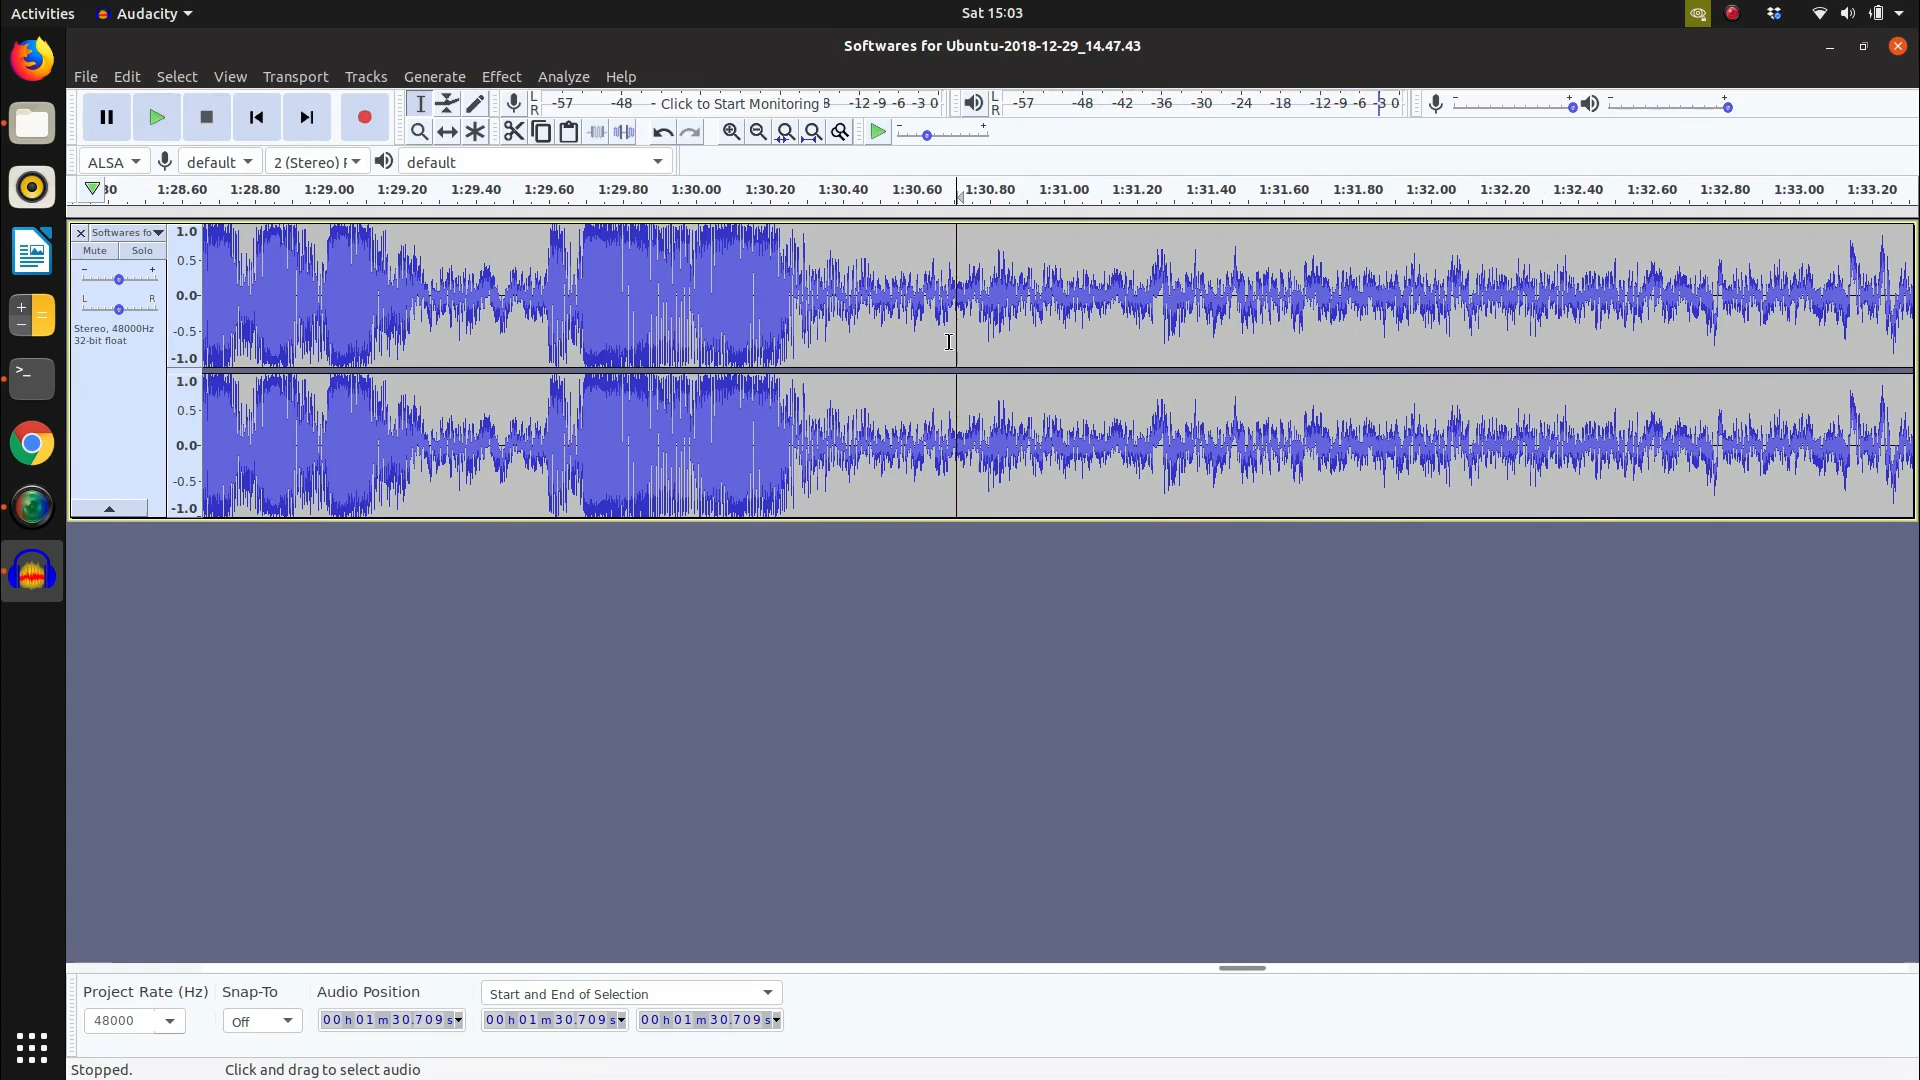 Activities Audacity Sat 15:03
Softwares for Ubuntu-2018-12-29_14.47.43
File Edit Select View Transport Tracks Generate Effect Analyze Help
L R -57 -48 - Click to Start Monitoring 8 -12 -9 -6 -3 0 L R -57 -48 -42 -36 -30 -24 -18 -12 -9 -6 -3 0 - + - +
- +
ALSA default 2 (Stereo) default
30 1:28.60 1:28.80 1:29.00 1:29.20 1:29.40 1:29.60 1:29.80 1:30.00 1:30.20 1:30.40 1:30.60 1:30.80 1:31.00 1:31.20 1:31.40 1:31.60 1:31.80 1:32.00 1:32.20 1:32.40 1:32.60 1:32.80 1:33.00 1:33.20
Softwares fo 1.0
Mute Solo
- + 0.5
L R 0.0
Stereo, 48000Hz -0.5
32-bit float
-1.0
1.0
0.5
0.0
-0.5
-1.0
Project Rate (Hz) Snap-To Audio Position Start and End of Selection
48000 Off 00 h 01 m 30.709 s 00 h 01 m 30.709 s 00 h 01 m 30.709 s
Stopped. Click and drag to select audio